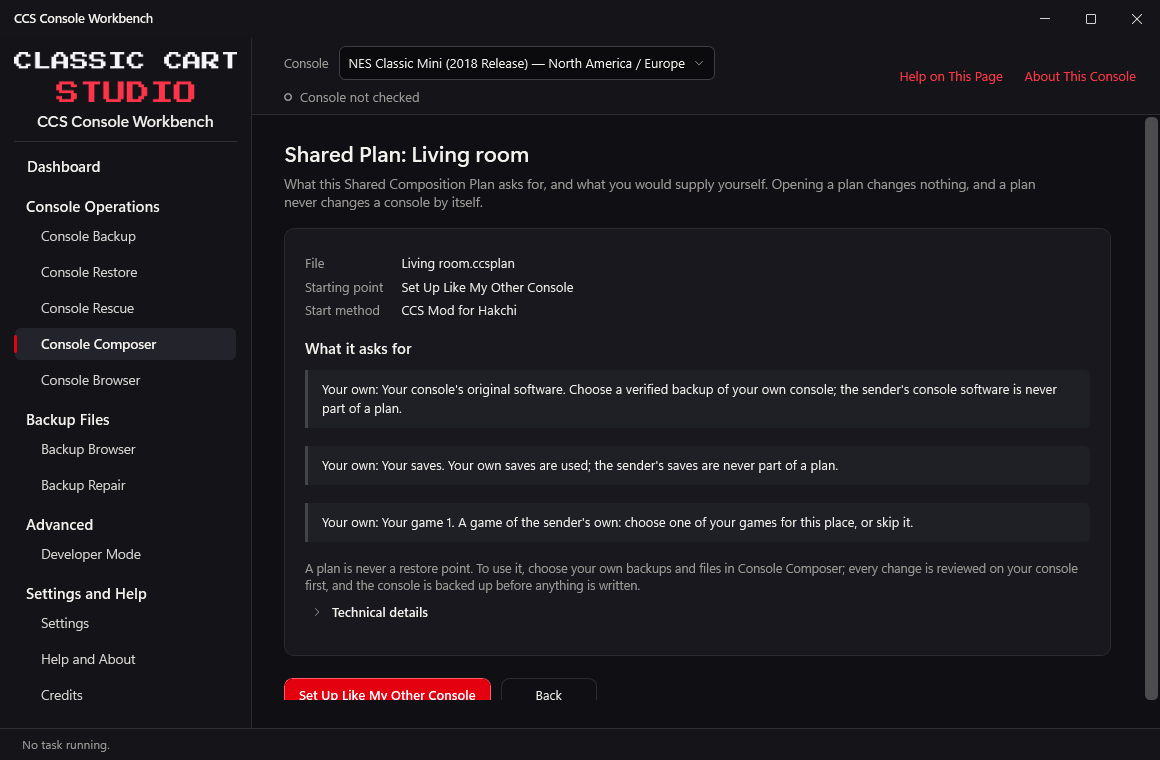 CCS Console Workbench
CLASSIC CART
STUDIO
CCS Console Workbench
Dashboard
Console Operations
Console Backup
Console Restore
Console Rescue
Console Composer
Console Browser
Backup Files
Backup Browser
Backup Repair
Advanced
Developer Mode
Settings and Help
Settings
Help and About
Credits
Console
NES Classic Mini (2018 Release) — North America / Europe
Console not checked
Help on This Page
About This Console
Shared Plan: Living room
What this Shared Composition Plan asks for, and what you would supply yourself. Opening a plan changes nothing, and a plan
never changes a console by itself.
File
Living room.ccsplan
Starting point
Set Up Like My Other Console
Start method
CCS Mod for Hakchi
What it asks for
Your own: Your console's original software. Choose a verified backup of your own console; the sender's console software is never
part of a plan.
Your own: Your saves. Your own saves are used; the sender's saves are never part of a plan.
Your own: Your game 1. A game of the sender's own: choose one of your games for this place, or skip it.
A plan is never a restore point. To use it, choose your own backups and files in Console Composer; every change is reviewed on your console
first, and the console is backed up before anything is written.
Technical details
Set Up Like My Other Console
Back
No task running.